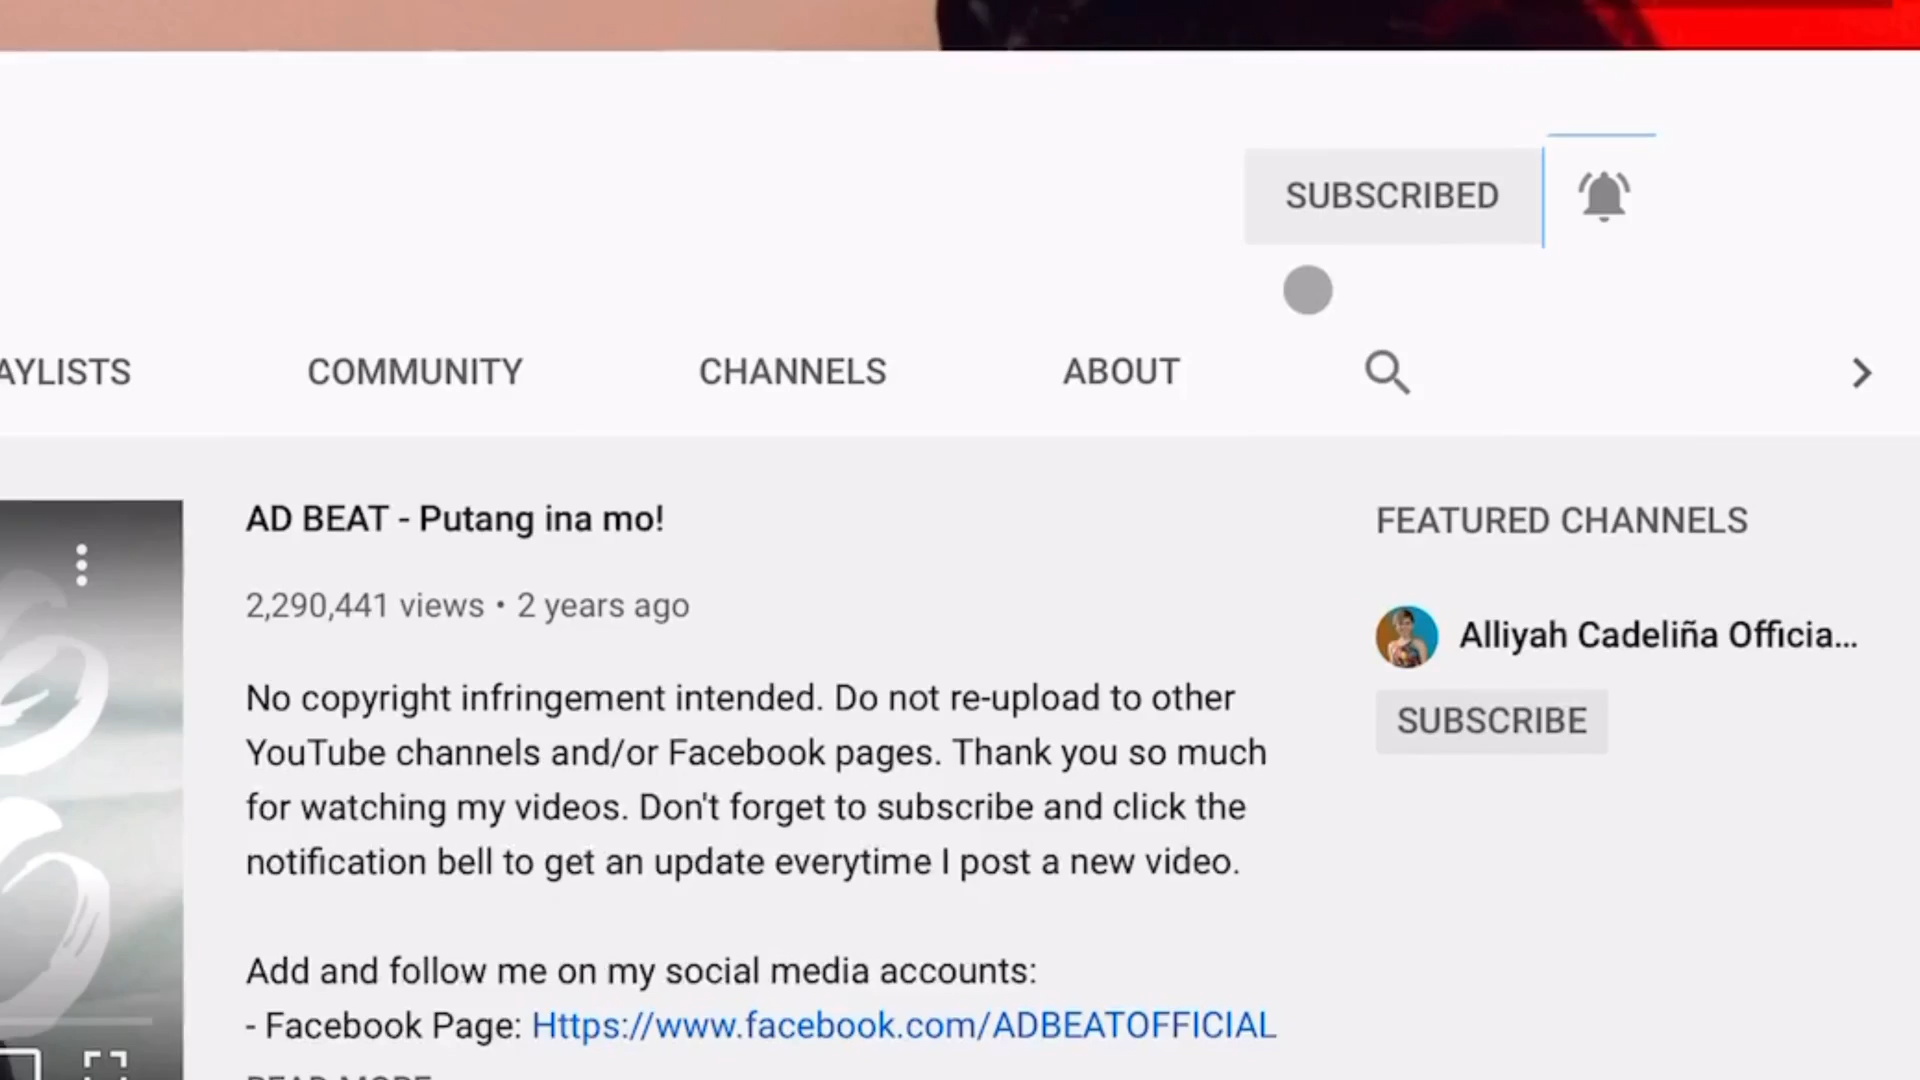 SUBSCRIBED
AYLISTS
COMMUNITY
CHANNELS
ABOUT
AD BEAT - Putang ina mo!
2,290,441 views • 2 years ago
No copyright infringement intended. Do not re-upload to other
YouTube channels and/or Facebook pages. Thank you so much
for watching my videos. Don't forget to subscribe and click the
notification bell to get an update everytime I post a new video.
Add and follow me on my social media accounts:
- Facebook Page: Https://www.facebook.com/ADBEATOFFICIAL
READ MORE
FEATURED CHANNELS
Alliyah Cadeliña Officia...
SUBSCRIBE